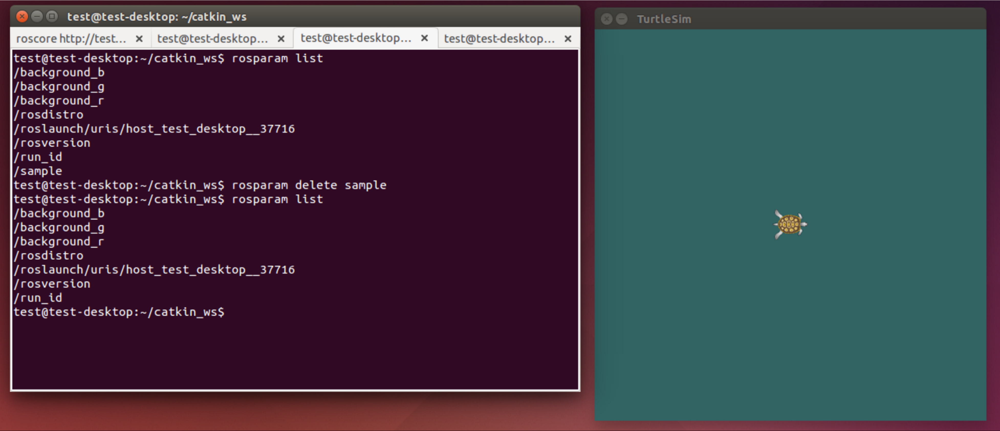 test@test-desktop: ~/catkin_ws
roscore http://test... test@test-desktop... test@test-desktop... test@test-desktop...
test@test-desktop:~/catkin_ws$ rosparam list
/background_b
/background_g
/background_r
/rosdistro
/roslaunch/uris/host_test_desktop__37716
/rosversion
/run_id
/sample
test@test-desktop:~/catkin_ws$ rosparam delete sample
test@test-desktop:~/catkin_ws$ rosparam list
/background_b
/background_g
/background_r
/rosdistro
/roslaunch/uris/host_test_desktop__37716
/rosversion
/run_id
test@test-desktop:~/catkin_ws$
TurtleSim